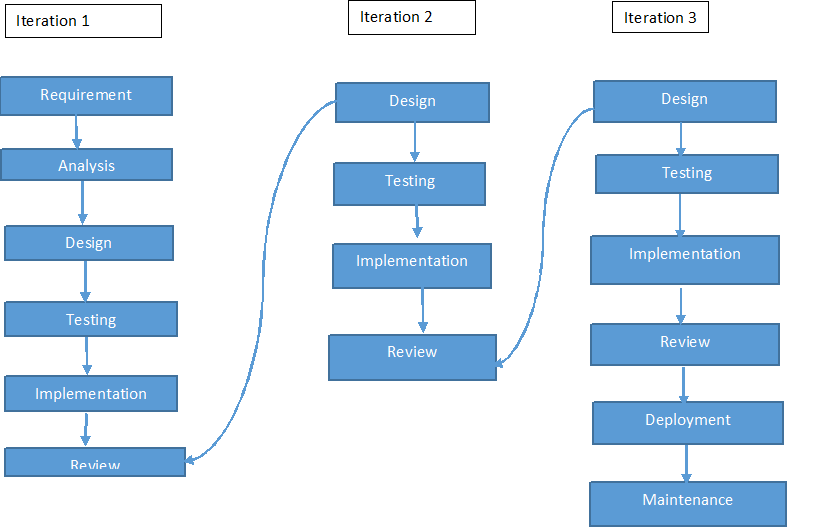 Iteration 1
Requirement
Analysis
Design
Testing
Implementation
Review
Iteration 2
Design
Testing
Implementation
Review
Iteration 3
Design
Testing
Implementation
Review
Deployment
Maintenance